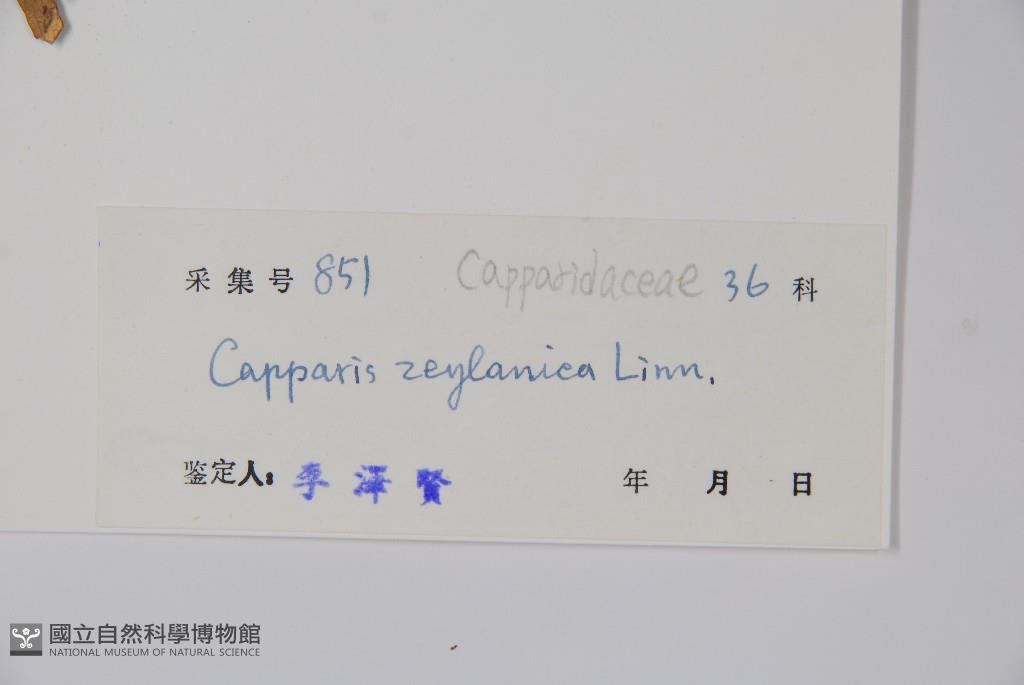 采集号 851 Capparidaceae 36 科
Capparis zeylanica Linn.
鉴定人: 李澤賢 年 月 日
國立自然科學博物館
NATIONAL MUSEUM OF NATURAL SCIENCE